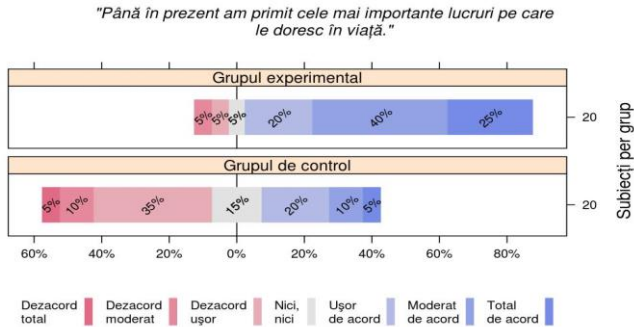 "Până în prezent am primit cele mai importante lucruri pe care
le doresc în viață."
Grupul experimental
5% 5% 5% 20% 40% 25%
20
Grupul de control
5% 10% 35% 15% 20% 10% 5%
20
Subiecți per grup
60% 40% 20% 0% 20% 40% 60% 80%
Dezacord total
Dezacord moderat
Dezacord ușor
Nici, nici
Ușor de acord
Moderat de acord
Total de acord